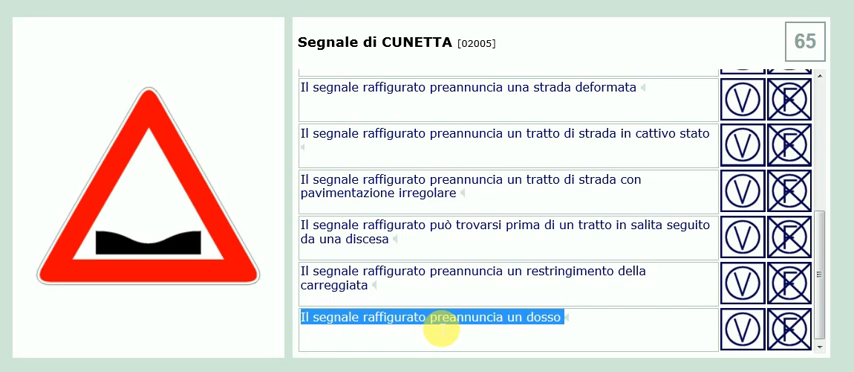 Segnale di CUNETTA [02005]
65
Il segnale raffigurato preannuncia una strada deformata
V F
Il segnale raffigurato preannuncia un tratto di strada in cattivo stato
V F
Il segnale raffigurato preannuncia un tratto di strada con
pavimentazione irregolare
V F
Il segnale raffigurato può trovarsi prima di un tratto in salita seguito
da una discesa
V F
Il segnale raffigurato preannuncia un restringimento della
carreggiata
V F
Il segnale raffigurato preannuncia un dosso
V F